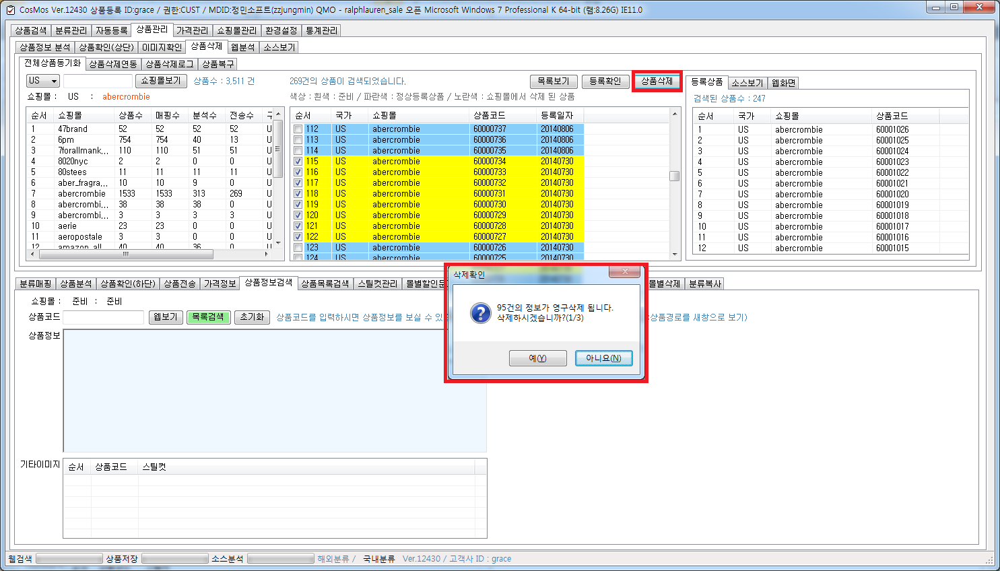 CosMos Ver.12430 상품등록 ID:grace / 권한:CUST / MDID:정민소프트(zzjungmin) QMO - ralphlauren_sale 오픈 Microsoft Windows 7 Professional K 64-bit (램:8.26G) IE11.0
상품검색 분류관리 자동등록 상품관리 가격관리 쇼핑몰관리 환경설정 통계관리
상품정보 분석 상품확인(상단) 이미지확인 상품삭제 웹분석 소스보기
전체상품동기화 상품삭제연동 상품삭제로그 상품복구
US 쇼핑몰보기 상품수 : 3,511 건 269건의 상품이 검색되었습니다. 목록보기 등록확인 상품삭제
쇼핑몰 : US : abercrombie 색상 : 흰색 : 준비 / 파란색 : 정상등록상품 / 노란색 : 쇼핑몰에서 삭제 된 상품
순서 쇼핑몰 상품수 매핑수 분석수 전송수 구
1 47brand 52 52 52 52 U
2 6pm 754 754 40 13 U
3 7forallmank,,, 110 110 51 51 U
4 8020nyc 2 2 0 0 U
5 80stees 11 11 11 11 U
6 aber_fragra,,, 10 10 9 0 U
7 abercrombie 1533 1533 313 269 U
8 abercrombi,,, 38 38 38 0 U
9 abercrombi,,, 3 3 3 3 U
10 aerie 23 23 0 0 U
11 aeropostale 3 3 0 0 U
12 amazon_all 40 40 36 0 U
순서 국가 쇼핑몰 상품코드 등록일자
112 US abercrombie 60000737 20140806
113 US abercrombie 60000736 20140806
114 US abercrombie 60000735 20140806
115 US abercrombie 60000734 20140730
116 US abercrombie 60000733 20140730
117 US abercrombie 60000732 20140730
118 US abercrombie 60000731 20140730
119 US abercrombie 60000730 20140730
120 US abercrombie 60000729 20140730
121 US abercrombie 60000728 20140730
122 US abercrombie 60000727 20140730
123 US abercrombie 60000726 20140730
124 US abercrombie 60000725 20140730
등록상품 소스보기 웹화면
검색된 상품수 : 247
순서 국가 쇼핑몰 상품코드
1 US abercrombie 60001026
2 US abercrombie 60001025
3 US abercrombie 60001024
4 US abercrombie 60001023
5 US abercrombie 60001022
6 US abercrombie 60001021
7 US abercrombie 60001020
8 US abercrombie 60001019
9 US abercrombie 60001018
10 US abercrombie 60001017
11 US abercrombie 60001016
12 US abercrombie 60001015
분류매핑 상품분석 상품확인(하단) 상품전송 가격정보 상품정보검색 상품목록검색 스틸컷관리 몰별할인 몰별삭제 분류복사
쇼핑몰 : 준비 : 준비
상품코드 웹보기 목록검색 초기화 상품코드를 입력하시면 상품정보를 보실 수 있 상품경로를 새창으로 보기)
상품정보
삭제확인
95건의 정보가 영구삭제 됩니다.
삭제하시겠습니까?(1/3)
예(Y) 아니요(N)
기타이미지 순서 상품코드 스틸컷
웹검색 상품저장 소스분석 해외분류 / 국내분류 Ver.12430 / 고객사 ID : grace